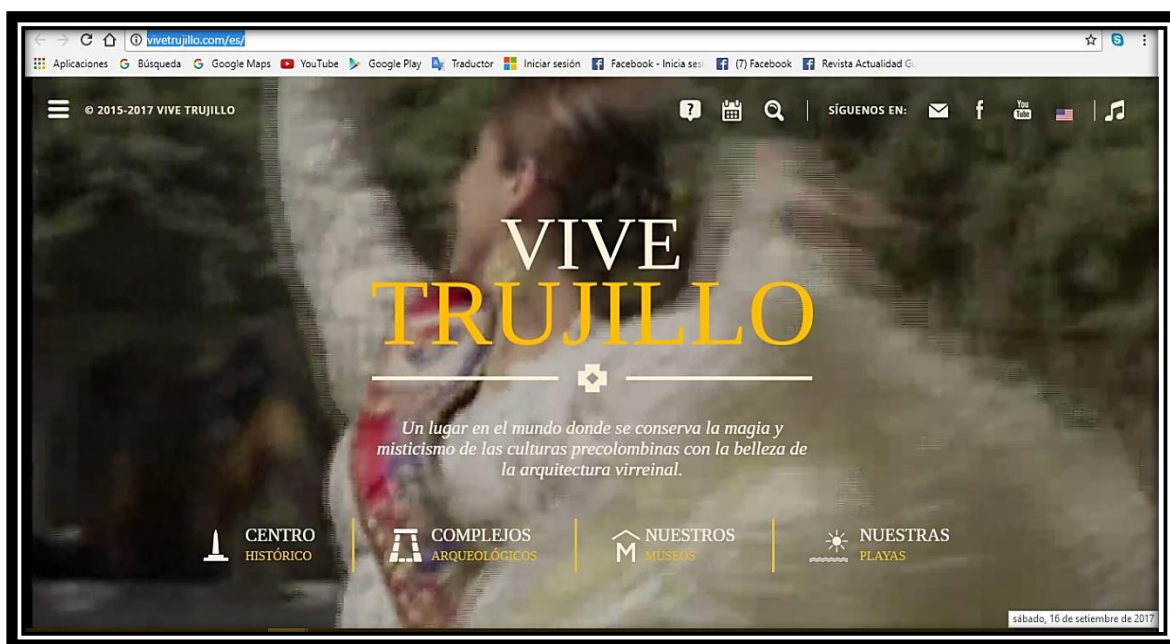 vivetrujillo.com/es/
Aplicaciones Búsqueda Google Maps YouTube Google Play Traductor Iniciar sesión Facebook - Inicia ses (7) Facebook Revista Actualidad G
© 2015-2017 VIVE TRUJILLO
SÍGUENOS EN:
You
Tube
VIVE
TRUJILLO
Un lugar en el mundo donde se conserva la magia y
misticismo de las culturas precolombinas con la belleza de
la arquitectura virreinal.
CENTRO
HISTÓRICO
COMPLEJOS
ARQUEOLÓGICOS
NUESTROS
MUSEOS
NUESTRAS
PLAYAS
sábado, 16 de setiembre de 2017